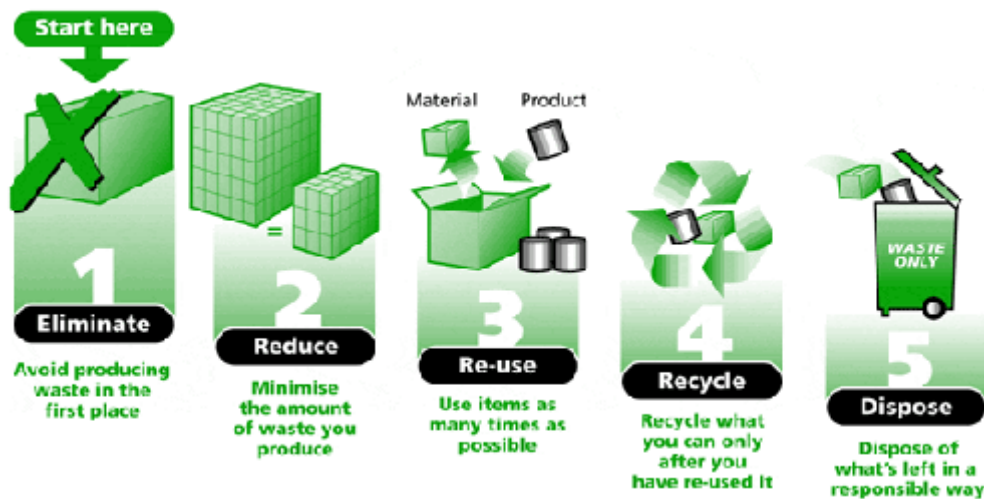 Start here
1
Eliminate
Avoid producing
waste in the
first place
=
2
Reduce
Minimise
the amount
of waste you
produce
Material
Product
3
Re-use
Use items as
many times as
possible
4
Recycle
Recycle what
you can only
after you
have re-used it
WASTE
ONLY
5
Dispose
Dispose of
what's left in a
responsible way